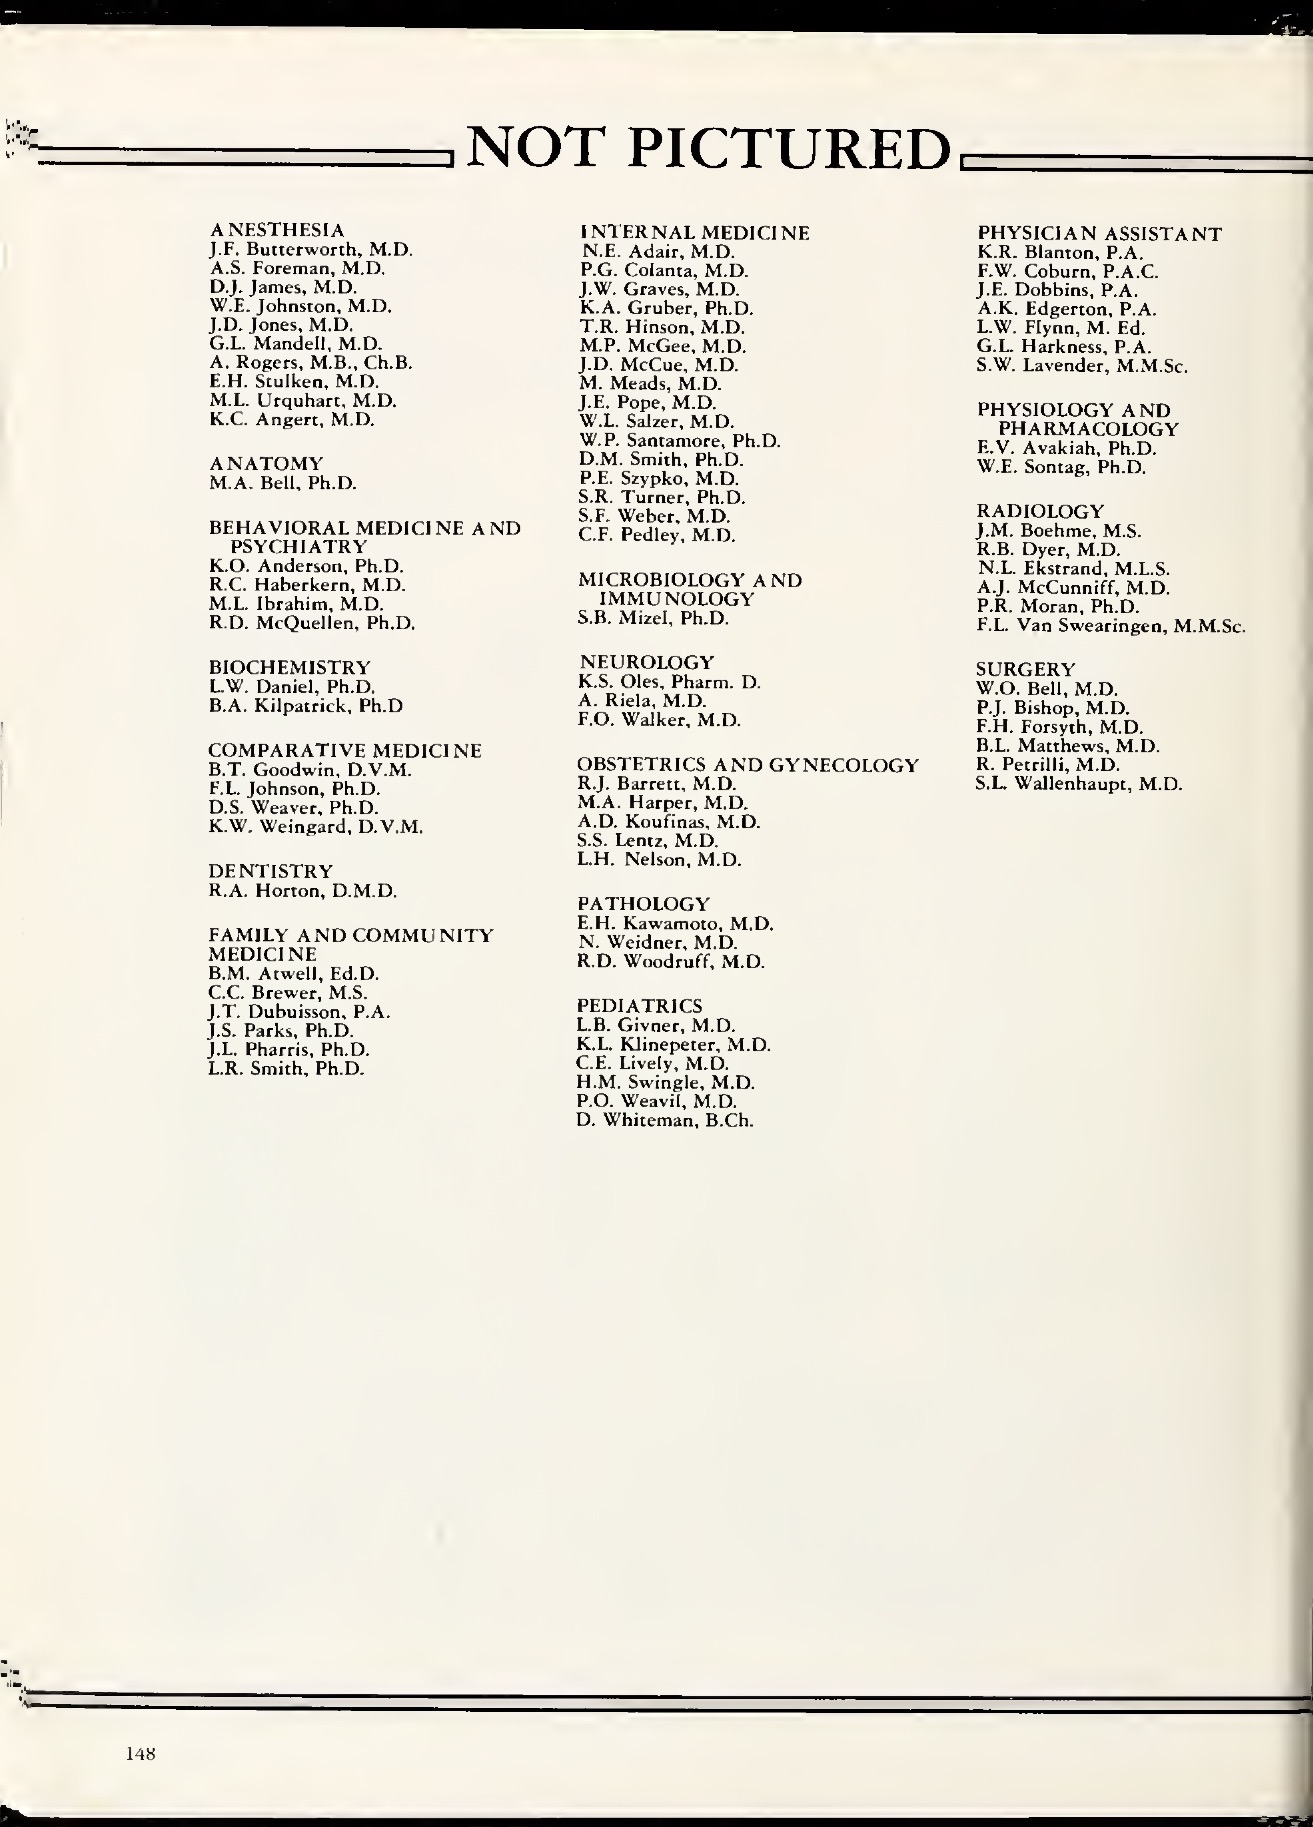 NOT PICTURED
ANESTHESIA
J.F. Butterworth, M.D.
A.S. Foreman, M.D.
D.J. James, M.D.
W.E. Johnston, M.D.
J.D. Jones, M.D.
G.L. Mandell, M.D.
A. Rogers, M.B., Ch.B.
E.H. Stulken, M.D.
M.L. Urquhart, M.D.
K.C. Angert, M.D.
ANATOMY
M.A. Bell, Ph.D.
BEHAVIORAL MEDICINE AND
PSYCHIATRY
K.O. Anderson, Ph.D.
R.C. Haberkern, M.D.
M.L. Ibrahim, M.D.
R.D. McQuellen, Ph.D.
BIOCHEMISTRY
L.W. Daniel, Ph.D.
B.A. Kilpatrick, Ph.D
COMPARATIVE MEDICINE
B.T. Goodwin, D.V.M.
F.L. Johnson, Ph.D.
D.S. Weaver, Ph.D.
K.W. Weingard, D.V.M.
DENTISTRY
R.A. Horton, D.M.D.
FAMILY AND COMMUNITY
MEDICINE
B.M. Atwell, Ed.D.
C.C. Brewer, M.S.
J.T. Dubuisson, P.A.
J.S. Parks, Ph.D.
J.L. Pharris, Ph.D.
L.R. Smith, Ph.D.
INTERNAL MEDICINE
N.E. Adair, M.D.
P.G. Colanta, M.D.
J.W. Graves, M.D.
K.A. Gruber, Ph.D.
T.R. Hinson, M.D.
M.P. McGee, M.D.
J.D. McCue, M.D.
M. Meads, M.D.
J.E. Pope, M.D.
W.L. Salzer, M.D.
W.P. Santamore, Ph.D.
D.M. Smith, Ph.D.
P.E. Szypko, M.D.
S.R. Turner, Ph.D.
S.F. Weber, M.D.
C.F. Pedley, M.D.
MICROBIOLOGY AND
IMMUNOLOGY
S.B. Mizel, Ph.D.
NEUROLOGY
K.S. Oles, Pharm. D.
A. Riela, M.D.
F.O. Walker, M.D.
OBSTETRICS AND GYNECOLOGY
R.J. Barrett, M.D.
M.A. Harper, M.D.
A.D. Koufinas, M.D.
S.S. Lentz, M.D.
L.H. Nelson, M.D.
PATHOLOGY
E.H. Kawamoto, M.D.
N. Weidner, M.D.
R.D. Woodruff, M.D.
PEDIATRICS
L.B. Givner, M.D.
K.L. Klinepeter, M.D.
C.E. Lively, M.D.
H.M. Swingle, M.D.
P.O. Weavil, M.D.
D. Whiteman, B.Ch.
PHYSICIAN ASSISTANT
K.R. Blanton, P.A.
F.W. Coburn, P.A.C.
J.E. Dobbins, P.A.
A.K. Edgerton, P.A.
L.W. Flynn, M. Ed.
G.L. Harkness, P.A.
S.W. Lavender, M.M.Sc.
PHYSIOLOGY AND
PHARMACOLOGY
E.V. Avakiah, Ph.D.
W.E. Sontag, Ph.D.
RADIOLOGY
J.M. Boehme, M.S.
R.B. Dyer, M.D.
N.L. Ekstrand, M.L.S.
A.J. McCunniff, M.D.
P.R. Moran, Ph.D.
F.L. Van Swearingen, M.M.Sc.
SURGERY
W.O. Bell, M.D.
P.J. Bishop, M.D.
F.H. Forsyth, M.D.
B.L. Matthews, M.D.
R. Petrilli, M.D.
S.L. Wallenhaupt, M.D.
148